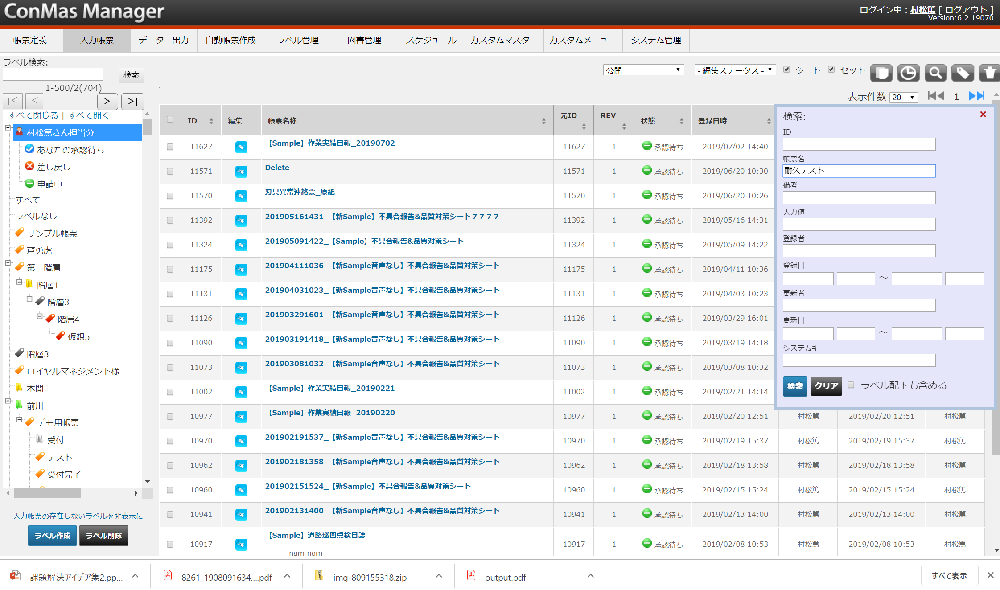 ConMas Manager
ログイン中：村松篤 [ ログアウト ]
Version:6.2.19070
帳票定義 入力帳票 データー出力 自動帳票作成 ラベル管理 図書管理 スケジュール カスタムマスター カスタムメニュー システム管理
ラベル検索:
検索
1-500/2(704)
|< < > >|
すべて閉じる | すべて開く
村松篤さん担当分
あなたの承認待ち
差し戻し
申請中
すべて
ラベルなし
サンプル帳票
芦勇虎
第三階層
階層1
階層3
階層4
仮想5
階層3
ロイヤルマネジメント様
本間
前川
デモ用帳票
受付
テスト
受付完了
入力帳票の存在しないラベルを非表示に
ラベル作成 ラベル削除
公開 - 編集ステータス - シート セット
表示件数 20 1
ID 編集 帳票名称 元ID REV 状態 登録日時
11627 【Sample】作業実績日報_20190702 11627 1 承認待ち 2019/07/02 14:40
11571 Delete 11571 1 承認待ち 2019/06/20 10:30
11570 刃具異常連絡票_原紙 11570 1 承認待ち 2019/06/20 10:26
11392 201905161431_【新Sample】不具合報告&品質対策シート７７７７ 11392 1 承認待ち 2019/05/16 14:31
11324 201905091422_【Sample】不具合報告&品質対策シート 11324 1 承認待ち 2019/05/09 14:22
11175 201904111036_【新Sample音声なし】不具合報告&品質対策シート 11175 1 承認待ち 2019/04/11 10:36
11131 201904031023_【新Sample音声なし】不具合報告&品質対策シート 11131 1 承認待ち 2019/04/03 10:23
11126 201903291601_【新Sample音声なし】不具合報告&品質対策シート 11126 1 承認待ち 2019/03/29 16:01
11090 201903191418_【新Sample音声なし】不具合報告&品質対策シート 11090 1 承認待ち 2019/03/19 14:18
11073 201903081032_【新Sample音声なし】不具合報告&品質対策シート 11073 1 承認待ち 2019/03/08 10:32
11002 【Sample】作業実績日報_20190221 11002 1 承認待ち 2019/02/21 14:14
10977 【Sample】作業実績日報_20190220 10977 1 承認待ち 2019/02/20 12:51 村松篤 2019/02/20 12:51 村松篤
10970 201902191537_【新Sample音声なし】不具合報告&品質対策シート 10970 1 承認待ち 2019/02/19 15:37 村松篤 2019/02/19 15:37 村松篤
10962 201902181358_【新Sample音声なし】不具合報告&品質対策シート 10962 1 承認待ち 2019/02/18 13:58 村松篤 2019/02/18 13:58 村松篤
10960 201902151524_【新Sample】不具合報告&品質対策シート 10960 1 承認待ち 2019/02/15 15:24 村松篤 2019/02/15 15:24 村松篤
10941 201902131400_【新Sample音声なし】不具合報告&品質対策シート 10941 1 承認待ち 2019/02/13 14:00 村松篤 2019/02/13 14:00 村松篤
10917 【Sample】道路巡回点検日誌 10917 1 承認待ち 2019/02/08 10:53 村松篤 2019/02/08 10:53 村松篤
nam nam
検索:
ID
帳票名
耐久テスト
備考
入力値
登録者
登録日
～
更新者
更新日
～
システムキー
検索 クリア ラベル配下も含める
課題解決アイデア集2.pp... 8261_1908091634....pdf img-809155318.zip output.pdf すべて表示